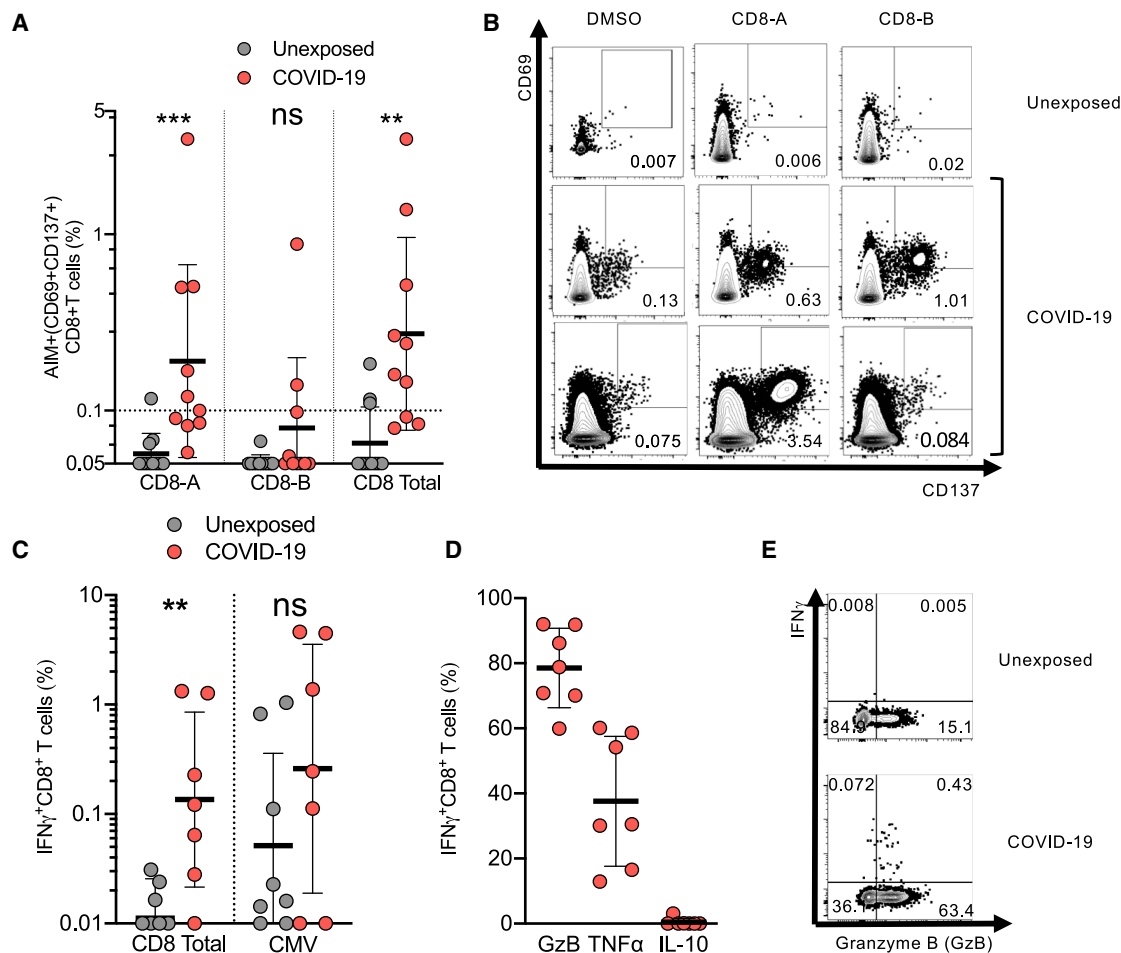 A
Unexposed
COVID-19
AIM+(CD69+CD137+)
CD8+T cells (%)
5
1
0.1
0.05
***
ns
**
CD8-A
CD8-B
CD8 Total
B
DMSO
CD8-A
CD8-B
CD69
0.007
0.006
0.02
Unexposed
0.13
0.63
1.01
COVID-19
0.075
3.54
0.084
CD137
C
Unexposed
COVID-19
IFNγ+CD8+ T cells (%)
10
1
0.1
0.01
**
ns
CD8 Total
CMV
D
IFNγ+CD8+ T cells (%)
100
80
60
40
20
0
GzB
TNFα
IL-10
E
IFNγ
0.008
0.005
Unexposed
84.9
15.1
0.072
0.43
COVID-19
36.1
63.4
Granzyme B (GzB)